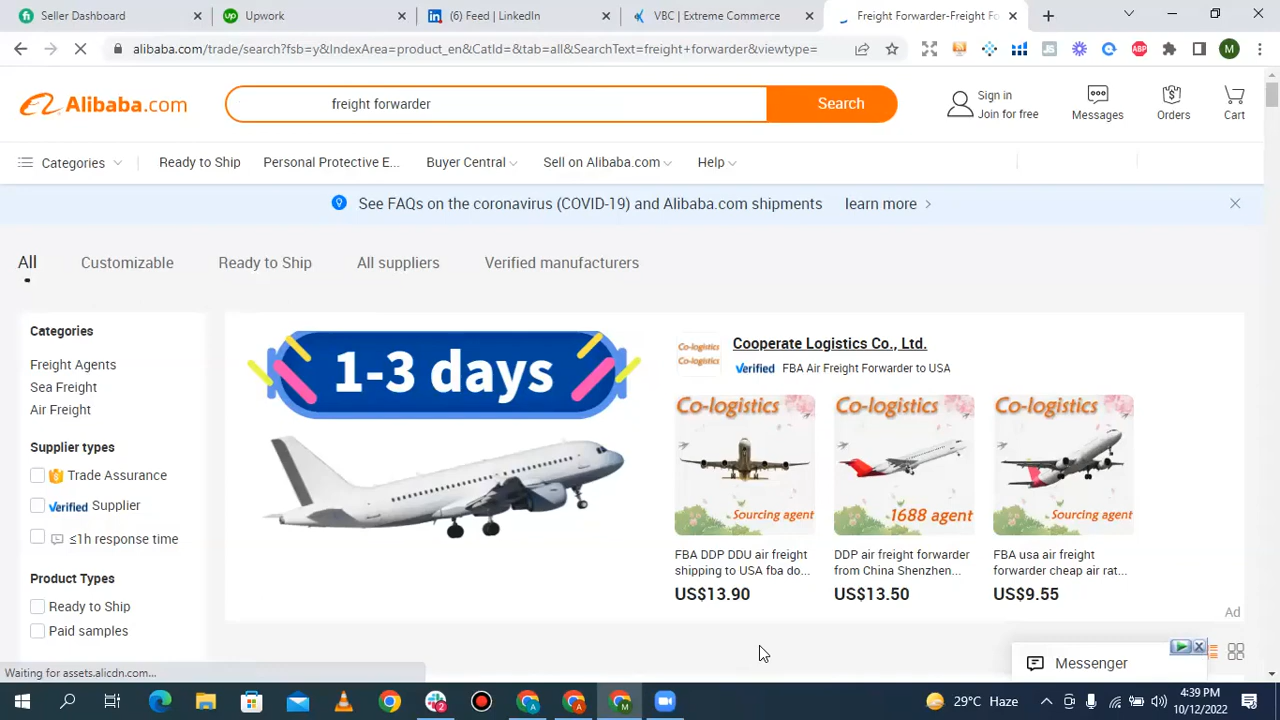 Seller Dashboard
Upwork
(6) Feed | LinkedIn
VBC | Extreme Commerce
Freight Forwarder-Freight Fo
alibaba.com/trade/search?fsb=y&IndexArea=product_en&CatId=&tab=all&SearchText=freight+forwarder&viewtype=
Alibaba.com
freight forwarder
Search
Sign in
Join for free
Messages
Orders
Cart
Categories
Ready to Ship
Personal Protective E...
Buyer Central
Sell on Alibaba.com
Help
See FAQs on the coronavirus (COVID-19) and Alibaba.com shipments
learn more
All
Customizable
Ready to Ship
All suppliers
Verified manufacturers
Categories
Freight Agents
Sea Freight
Air Freight
Supplier types
Trade Assurance
Verified Supplier
≤1h response time
Product Types
Ready to Ship
Paid samples
1-3 days
Co-logistics
Co-logistics
Cooperate Logistics Co., Ltd.
Verified FBA Air Freight Forwarder to USA
Co-logistics
Sourcing agent
FBA DDP DDU air freight
shipping to USA fba do...
US$13.90
Co-logistics
1688 agent
DDP air freight forwarder
from China Shenzhen...
US$13.50
Co-logistics
Sourcing agent
FBA usa air freight
forwarder cheap air rat...
US$9.55
Ad
Messenger
Waiting for assets.alicdn.com...
29°C Haze
4:39 PM
10/12/2022